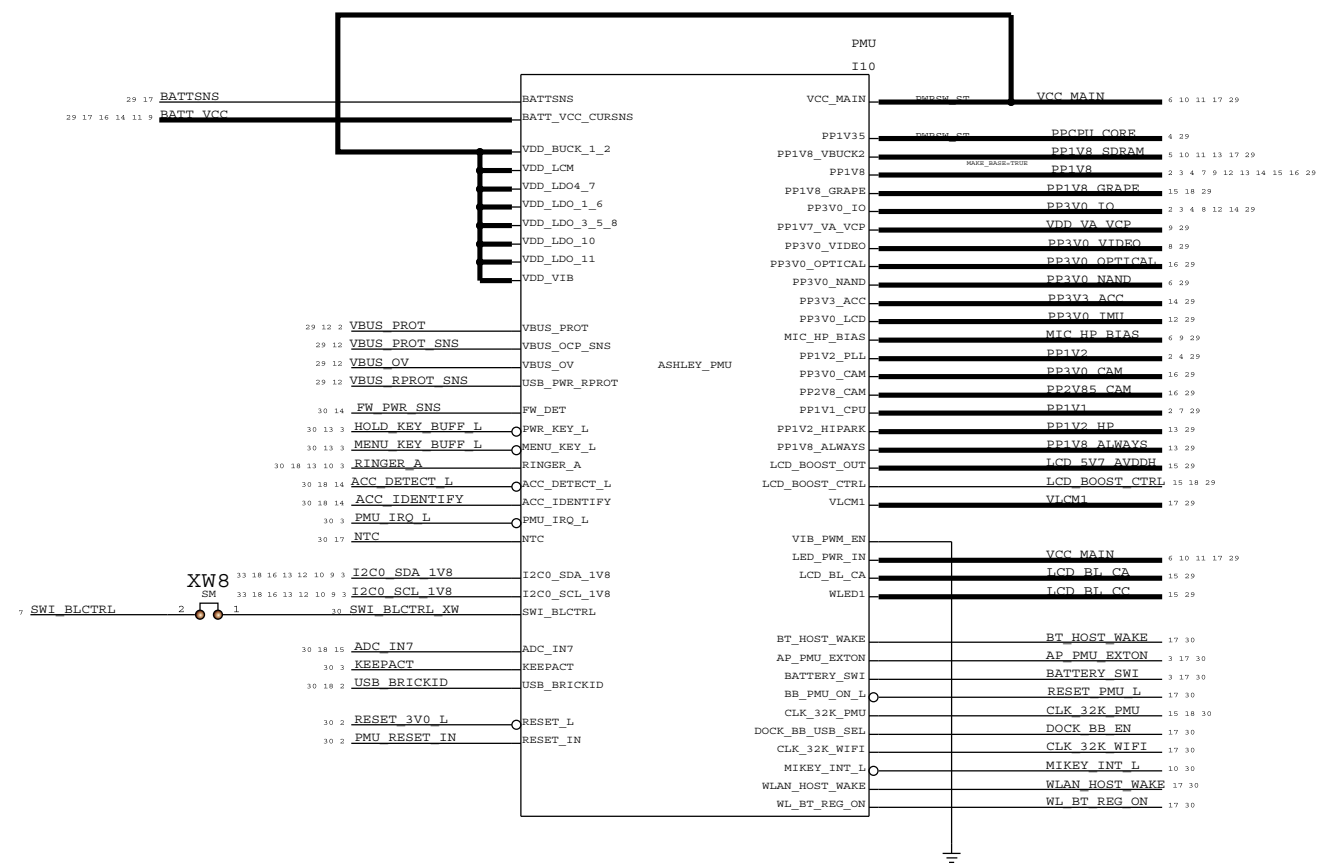 PMU
I10
29 17 BATTSNS BATTSNS VCC_MAIN PWRSW_ST VCC_MAIN 6 10 11 17 29
29 17 16 14 11 9 BATT_VCC BATT_VCC_CURSNS
PP1V35 PWRSW_ST PPCPU_CORE 4 29
VDD_BUCK_1_2 PP1V8_VBUCK2 PP1V8_SDRAM 5 10 11 13 17 29
MAKE_BASE=TRUE
VDD_LCM PP1V8 PP1V8 2 3 4 7 9 12 13 14 15 16 29
VDD_LDO4_7 PP1V8_GRAPE PP1V8_GRAPE 15 18 29
VDD_LDO_1_6 PP3V0_IO PP3V0_IO 2 3 4 8 12 14 29
VDD_LDO_3_5_8 PP1V7_VA_VCP VDD_VA_VCP 9 29
VDD_LDO_10 PP3V0_VIDEO PP3V0_VIDEO 8 29
VDD_LDO_11 PP3V0_OPTICAL PP3V0_OPTICAL 16 29
VDD_VIB PP3V0_NAND PP3V0_NAND 6 29
PP3V3_ACC PP3V3_ACC 14 29
PP3V0_LCD PP3V0_IMU 12 29
29 12 2 VBUS_PROT VBUS_PROT MIC_HP_BIAS MIC_HP_BIAS 6 9 29
29 12 VBUS_PROT_SNS VBUS_OCP_SNS PP1V2_PLL PP1V2 2 4 29
29 12 VBUS_OV VBUS_OV ASHLEY_PMU PP3V0_CAM PP3V0_CAM 16 29
29 12 VBUS_RPROT_SNS USB_PWR_RPROT PP2V8_CAM PP2V85_CAM 16 29
30 14 FW_PWR_SNS FW_DET PP1V1_CPU PP1V1 2 7 29
30 13 3 HOLD_KEY_BUFF_L PWR_KEY_L PP1V2_HIPARK PP1V2_HP 13 29
30 13 3 MENU_KEY_BUFF_L MENU_KEY_L PP1V8_ALWAYS PP1V8_ALWAYS 13 29
30 18 13 10 3 RINGER_A RINGER_A LCD_BOOST_OUT LCD_5V7_AVDDH 15 29
30 18 14 ACC_DETECT_L ACC_DETECT_L LCD_BOOST_CTRL LCD_BOOST_CTRL 15 18 29
30 18 14 ACC_IDENTIFY ACC_IDENTIFY VLCM1 VLCM1 17 29
30 3 PMU_IRQ_L PMU_IRQ_L
30 17 NTC NTC VIB_PWM_EN
LED_PWR_IN VCC_MAIN 6 10 11 17 29
XW8 33 18 16 13 12 10 9 3 I2C0_SDA_1V8 I2C0_SDA_1V8 LCD_BL_CA LCD_BL_CA 15 29
SM 33 18 16 13 12 10 9 3 I2C0_SCL_1V8 I2C0_SCL_1V8 WLED1 LCD_BL_CC 15 29
7 SWI_BLCTRL 2 1 30 SWI_BLCTRL_XW SWI_BLCTRL
BT_HOST_WAKE BT_HOST_WAKE 17 30
30 18 15 ADC_IN7 ADC_IN7 AP_PMU_EXTON AP_PMU_EXTON 3 17 30
30 3 KEEPACT KEEPACT BATTERY_SWI BATTERY_SWI 3 17 30
30 18 2 USB_BRICKID USB_BRICKID BB_PMU_ON_L RESET_PMU_L 17 30
CLK_32K_PMU CLK_32K_PMU 15 18 30
30 2 RESET_3V0_L RESET_L DOCK_BB_USB_SEL DOCK_BB_EN 17 30
30 2 PMU_RESET_IN RESET_IN CLK_32K_WIFI CLK_32K_WIFI 17 30
MIKEY_INT_L MIKEY_INT_L 10 30
WLAN_HOST_WAKE WLAN_HOST_WAKE 17 30
WL_BT_REG_ON WL_BT_REG_ON 17 30